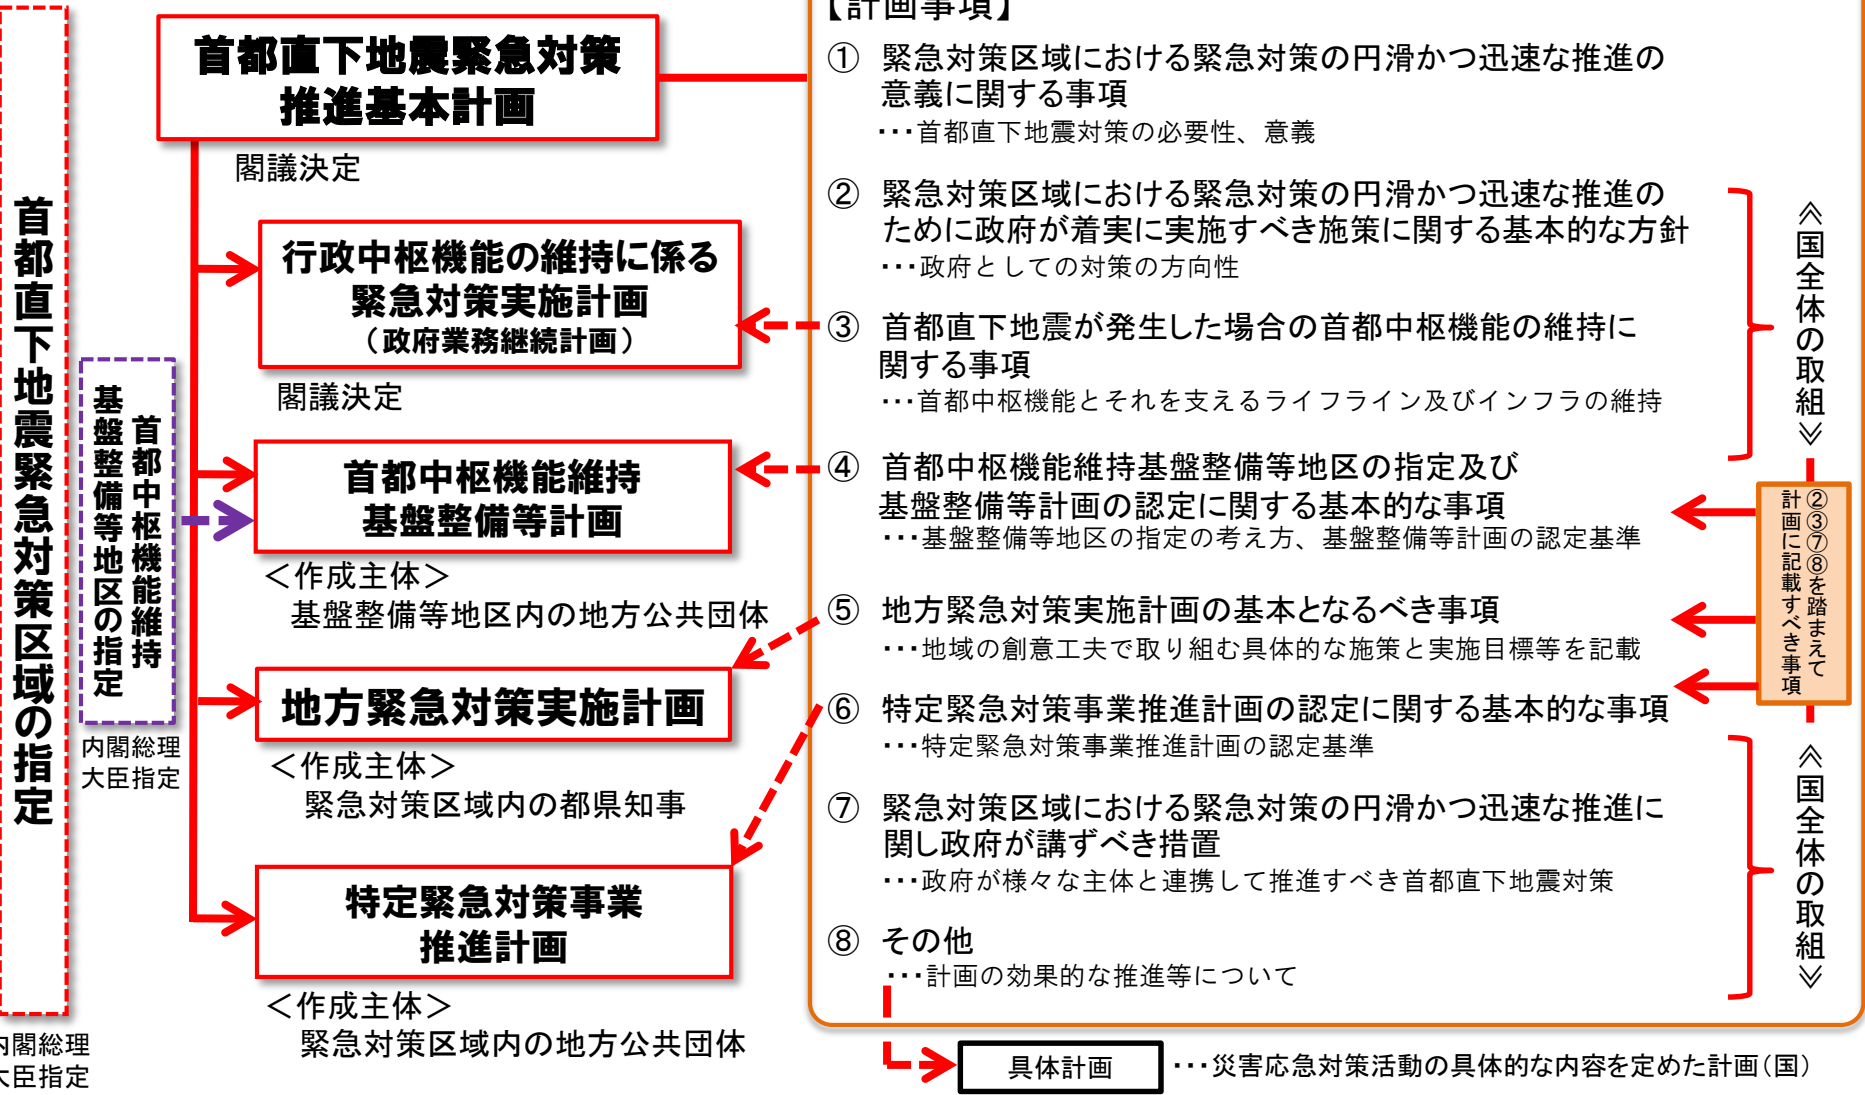 首都直下地震緊急対策区域の指定
内閣総理
大臣指定
首都中枢機能維持
基盤整備等地区の指定
内閣総理
大臣指定
首都直下地震緊急対策
推進基本計画
閣議決定
行政中枢機能の維持に係る
緊急対策実施計画
（政府業務継続計画）
閣議決定
首都中枢機能維持
基盤整備等計画
＜作成主体＞
基盤整備等地区内の地方公共団体
地方緊急対策実施計画
＜作成主体＞
緊急対策区域内の都県知事
特定緊急対策事業
推進計画
＜作成主体＞
緊急対策区域内の地方公共団体
【計画事項】
① 緊急対策区域における緊急対策の円滑かつ迅速な推進の
意義に関する事項
･･･首都直下地震対策の必要性、意義
② 緊急対策区域における緊急対策の円滑かつ迅速な推進の
ために政府が着実に実施すべき施策に関する基本的な方針
･･･政府としての対策の方向性
③ 首都直下地震が発生した場合の首都中枢機能の維持に
関する事項
･･･首都中枢機能とそれを支えるライフライン及びインフラの維持
④ 首都中枢機能維持基盤整備等地区の指定及び
基盤整備等計画の認定に関する基本的な事項
･･･基盤整備等地区の指定の考え方、基盤整備等計画の認定基準
⑤ 地方緊急対策実施計画の基本となるべき事項
･･･地域の創意工夫で取り組む具体的な施策と実施目標等を記載
⑥ 特定緊急対策事業推進計画の認定に関する基本的な事項
･･･特定緊急対策事業推進計画の認定基準
⑦ 緊急対策区域における緊急対策の円滑かつ迅速な推進に
関し政府が講ずべき措置
･･･政府が様々な主体と連携して推進すべき首都直下地震対策
⑧ その他
･･･計画の効果的な推進等について
≪国全体の取組≫
②③⑦⑧を踏まえて
計画に記載すべき事項
≪国全体の取組≫
具体計画
･･･災害応急対策活動の具体的な内容を定めた計画（国）